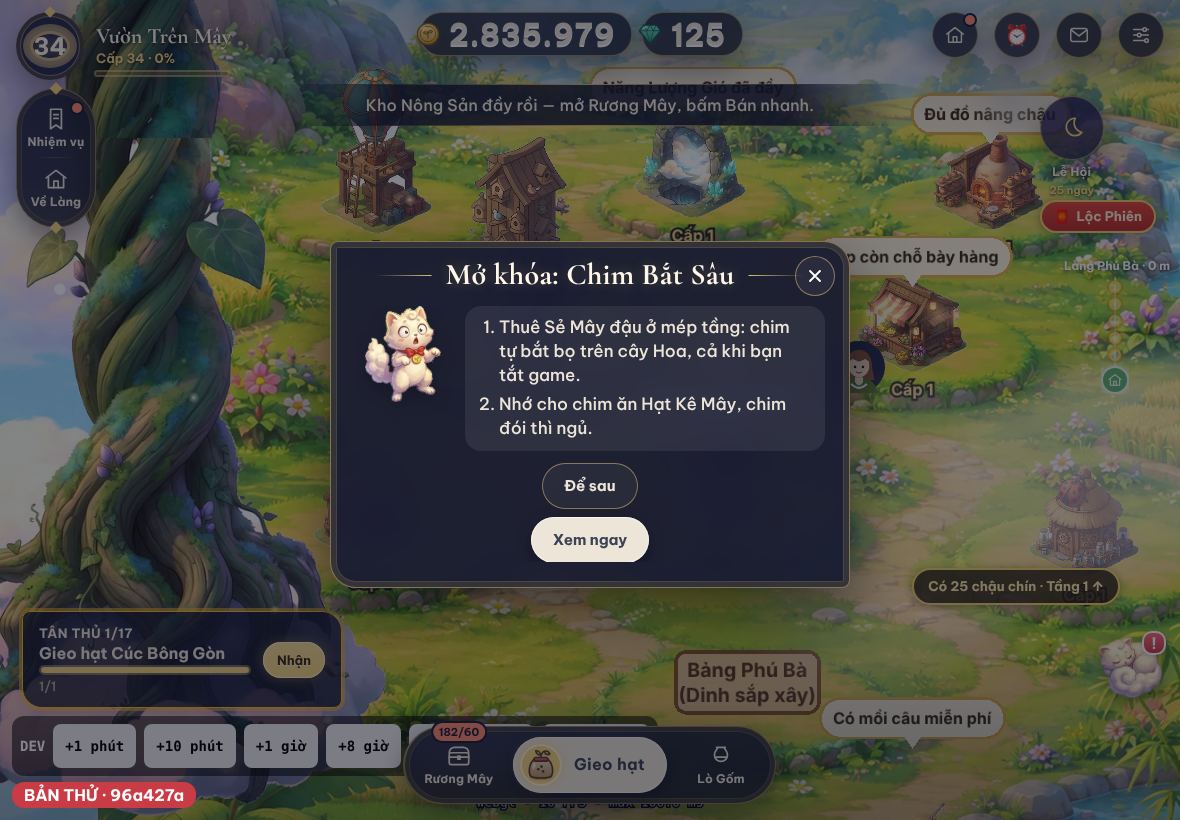 34
Vườn Trên Mây
Cấp 34 · 0%
2.835.979
125
Năng Lượng Gió đã đầy
Kho Nông Sản đầy rồi — mở Rương Mây, bấm Bán nhanh.
Đủ đồ nâng chậu
Nhiệm vụ
Về Làng
Lễ Hội
25 ngày
Lộc Phiên
Cấp 1
p còn chỗ bày hàng
Làng Phú Bà · 0 m
Mở khóa: Chim Bắt Sâu
1. Thuê Sẻ Mây đậu ở mép tầng: chim
tự bắt bọ trên cây Hoa, cả khi bạn
tắt game.
2. Nhớ cho chim ăn Hạt Kê Mây, chim
đói thì ngủ.
Cấp 1
Để sau
Xem ngay
Có 25 chậu chín · Tầng 1 ↑
TÂN THỦ 1/17
Gieo hạt Cúc Bông Gòn
1/1
Nhận
Bảng Phú Bà
(Dinh sắp xây)
Có mồi câu miễn phí
!
DEV
+1 phút
+10 phút
+1 giờ
+8 giờ
182/60
Rương Mây
Gieo hạt
Lò Gốm
BẢN THỬ · 96a427a